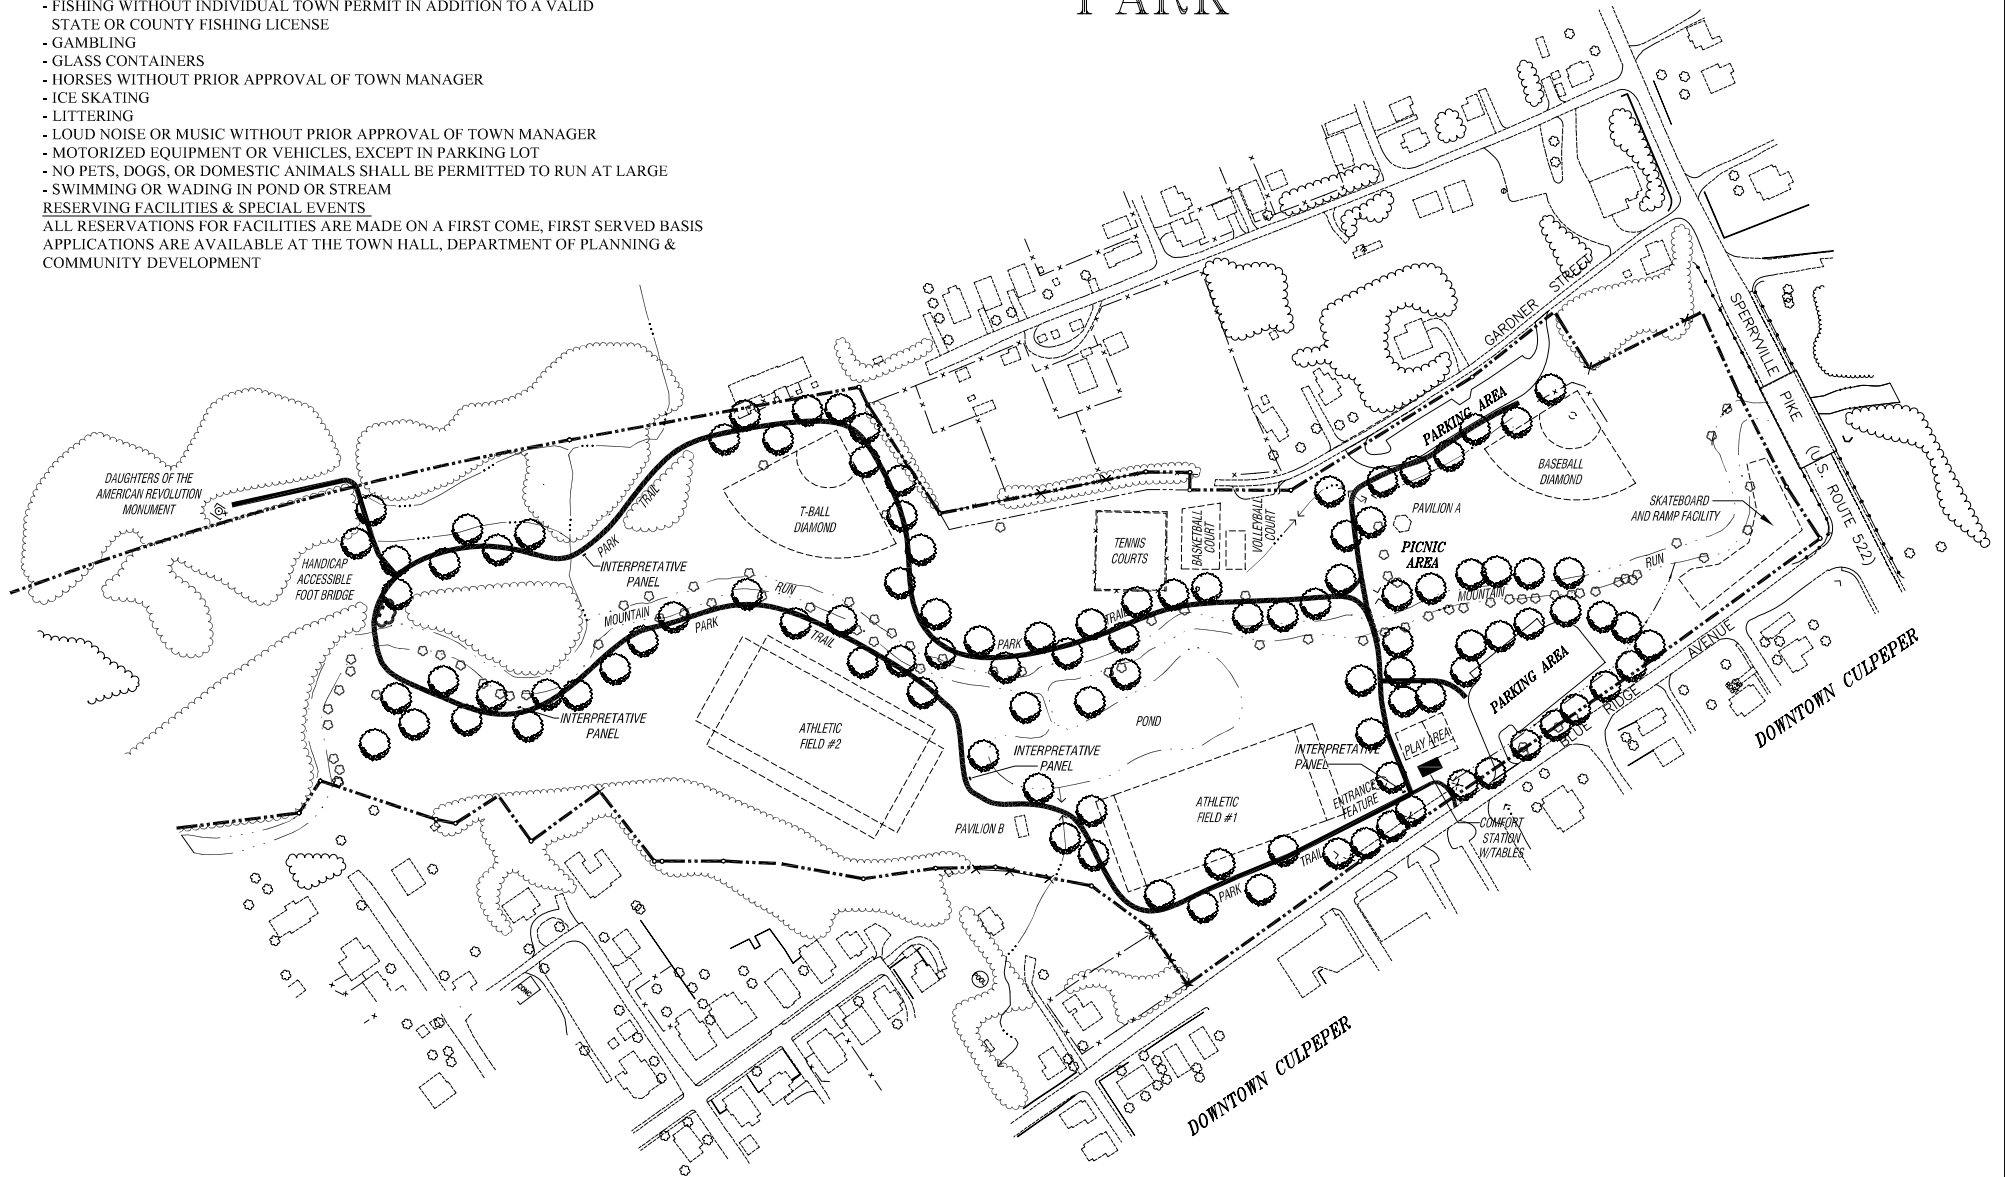 - FISHING WITHOUT INDIVIDUAL TOWN PERMIT IN ADDITION TO A VALID
STATE OR COUNTY FISHING LICENSE
- GAMBLING
- GLASS CONTAINERS
- HORSES WITHOUT PRIOR APPROVAL OF TOWN MANAGER
- ICE SKATING
- LITTERING
- LOUD NOISE OR MUSIC WITHOUT PRIOR APPROVAL OF TOWN MANAGER
- MOTORIZED EQUIPMENT OR VEHICLES, EXCEPT IN PARKING LOT
- NO PETS, DOGS, OR DOMESTIC ANIMALS SHALL BE PERMITTED TO RUN AT LARGE
- SWIMMING OR WADING IN POND OR STREAM
RESERVING FACILITIES & SPECIAL EVENTS
ALL RESERVATIONS FOR FACILITIES ARE MADE ON A FIRST COME, FIRST SERVED BASIS
APPLICATIONS ARE AVAILABLE AT THE TOWN HALL, DEPARTMENT OF PLANNING &
COMMUNITY DEVELOPMENT
PARK
GARDNER STREET
SPERRYVILLE PIKE (U.S. ROUTE 522)
PARKING AREA
BASEBALL
DIAMOND
SKATEBOARD
AND RAMP FACILITY
PAVILION A
PICNIC
AREA
DAUGHTERS OF THE
AMERICAN REVOLUTION
MONUMENT
HANDICAP
ACCESSIBLE
FOOT BRIDGE
PARK TRAIL
INTERPRETATIVE
PANEL
T-BALL
DIAMOND
TENNIS
COURTS
BASKETBALL
COURT
VOLLEYBALL
COURT
MOUNTAIN RUN
PARK TRAIL
PARK TRAIL
MOUNTAIN RUN
BLUE RIDGE AVENUE
PARKING AREA
DOWNTOWN CULPEPER
INTERPRETATIVE
PANEL
ATHLETIC
FIELD #2
POND
INTERPRETATIVE
PANEL
INTERPRETATIVE
PANEL
PLAY AREA
ENTRANCE
FEATURE
ATHLETIC
FIELD #1
PAVILION B
COMFORT
STATION
W/TABLES
PARK TRAIL
DOWNTOWN CULPEPER